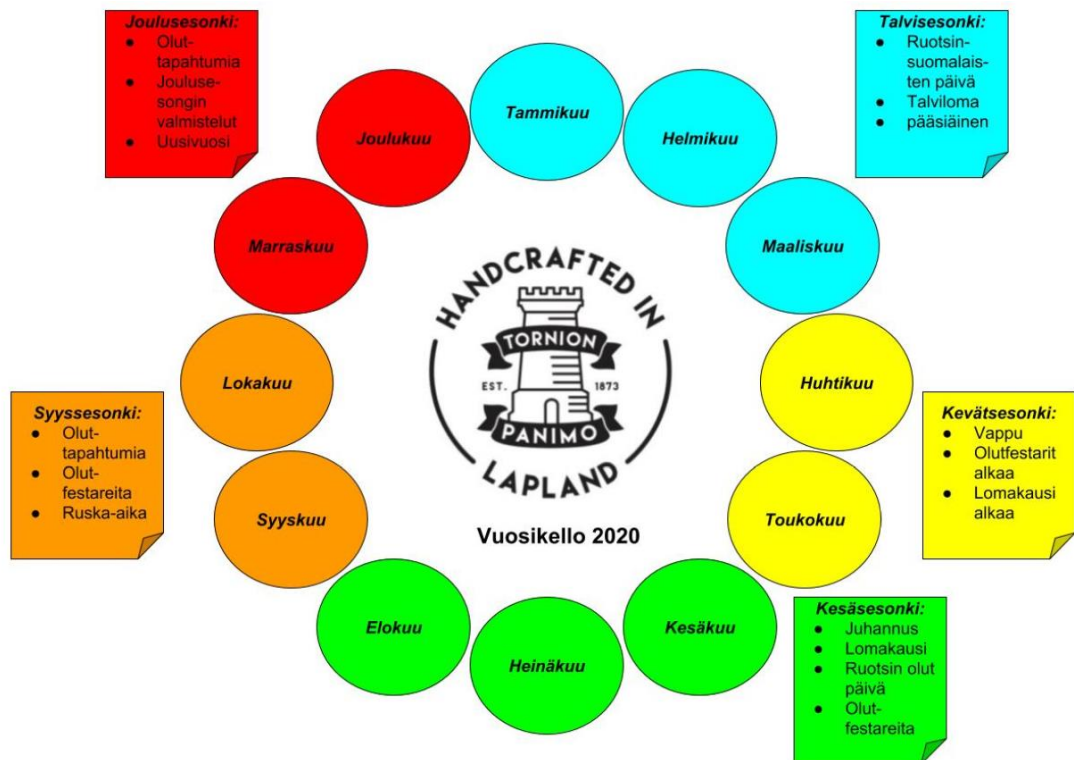 Joulusesonki:
● Olut-
tapahtumia
● Jouluse-
songin
valmistelut
● Uusivuosi
Talvisesonki:
● Ruotsin-
suomalais-
ten päivä
● Talviloma
● pääsiäinen
Tammikuu
Joulukuu
Helmikuu
Marraskuu
Maaliskuu
HANDCRAFTED IN
TORNION
EST. 1873
PANIMO
LAPLAND
Vuosikello 2020
Lokakuu
Huhtikuu
Syyssesonki:
● Olut-
tapahtumia
● Olut-
festareita
● Ruska-aika
Kevätsesonki:
● Vappu
● Olutfestarit
alkaa
● Lomakausi
alkaa
Syyskuu
Toukokuu
Elokuu
Heinäkuu
Kesäkuu
Kesäsesonki:
● Juhannus
● Lomakausi
● Ruotsin olut
päivä
● Olut-
festareita